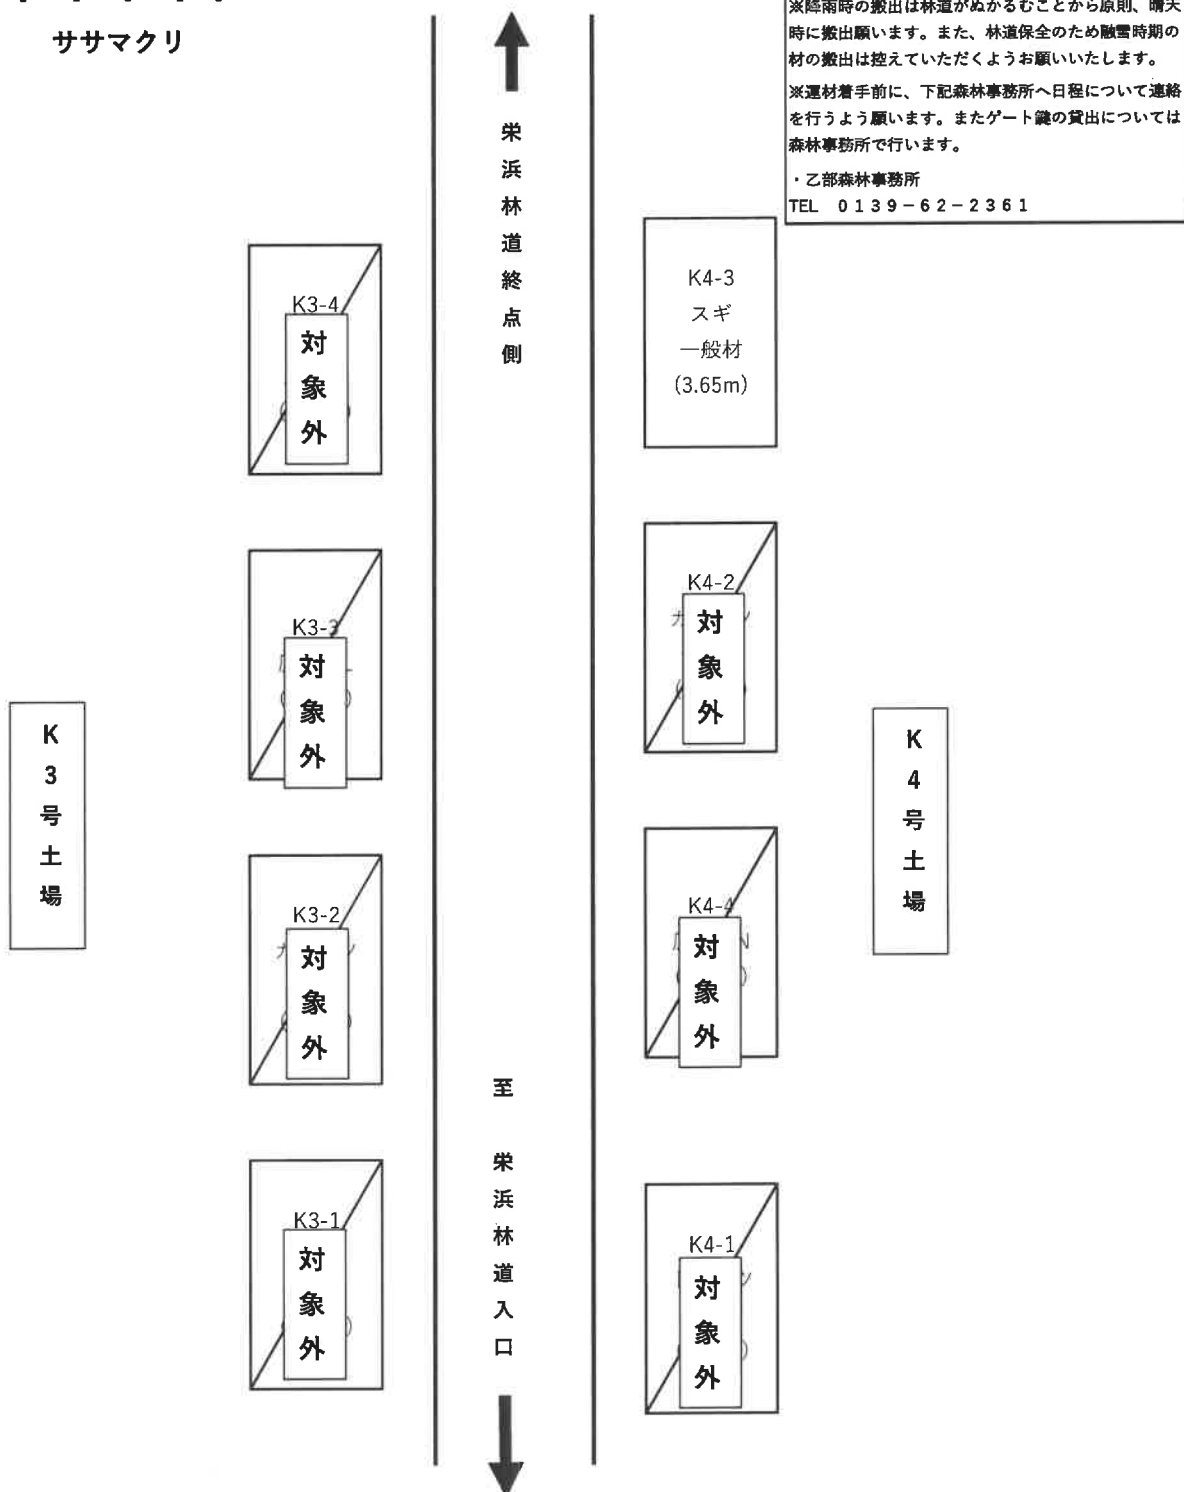 ササマクリ
※降雨時の搬出は林道がぬかるむことから原則、晴天
時に搬出願います。また、林道保全のため融雪時期の
材の搬出は控えていただくようお願いいたします。
※運材着手前に、下記森林事務所へ日程について連絡
を行うよう願います。またゲート鍵の貸出については
森林事務所で行います。
・乙部森林事務所
TEL 0139-62-2361
栄浜林道終点側
K3-4
対象外
K4-3
スギ
一般材
(3.65m)
K3-3
対象外
K4-2
対象外
K3号土場
K4号土場
K3-2
対象外
K4-4
対象外
至 栄浜林道入口
K3-1
対象外
K4-1
対象外